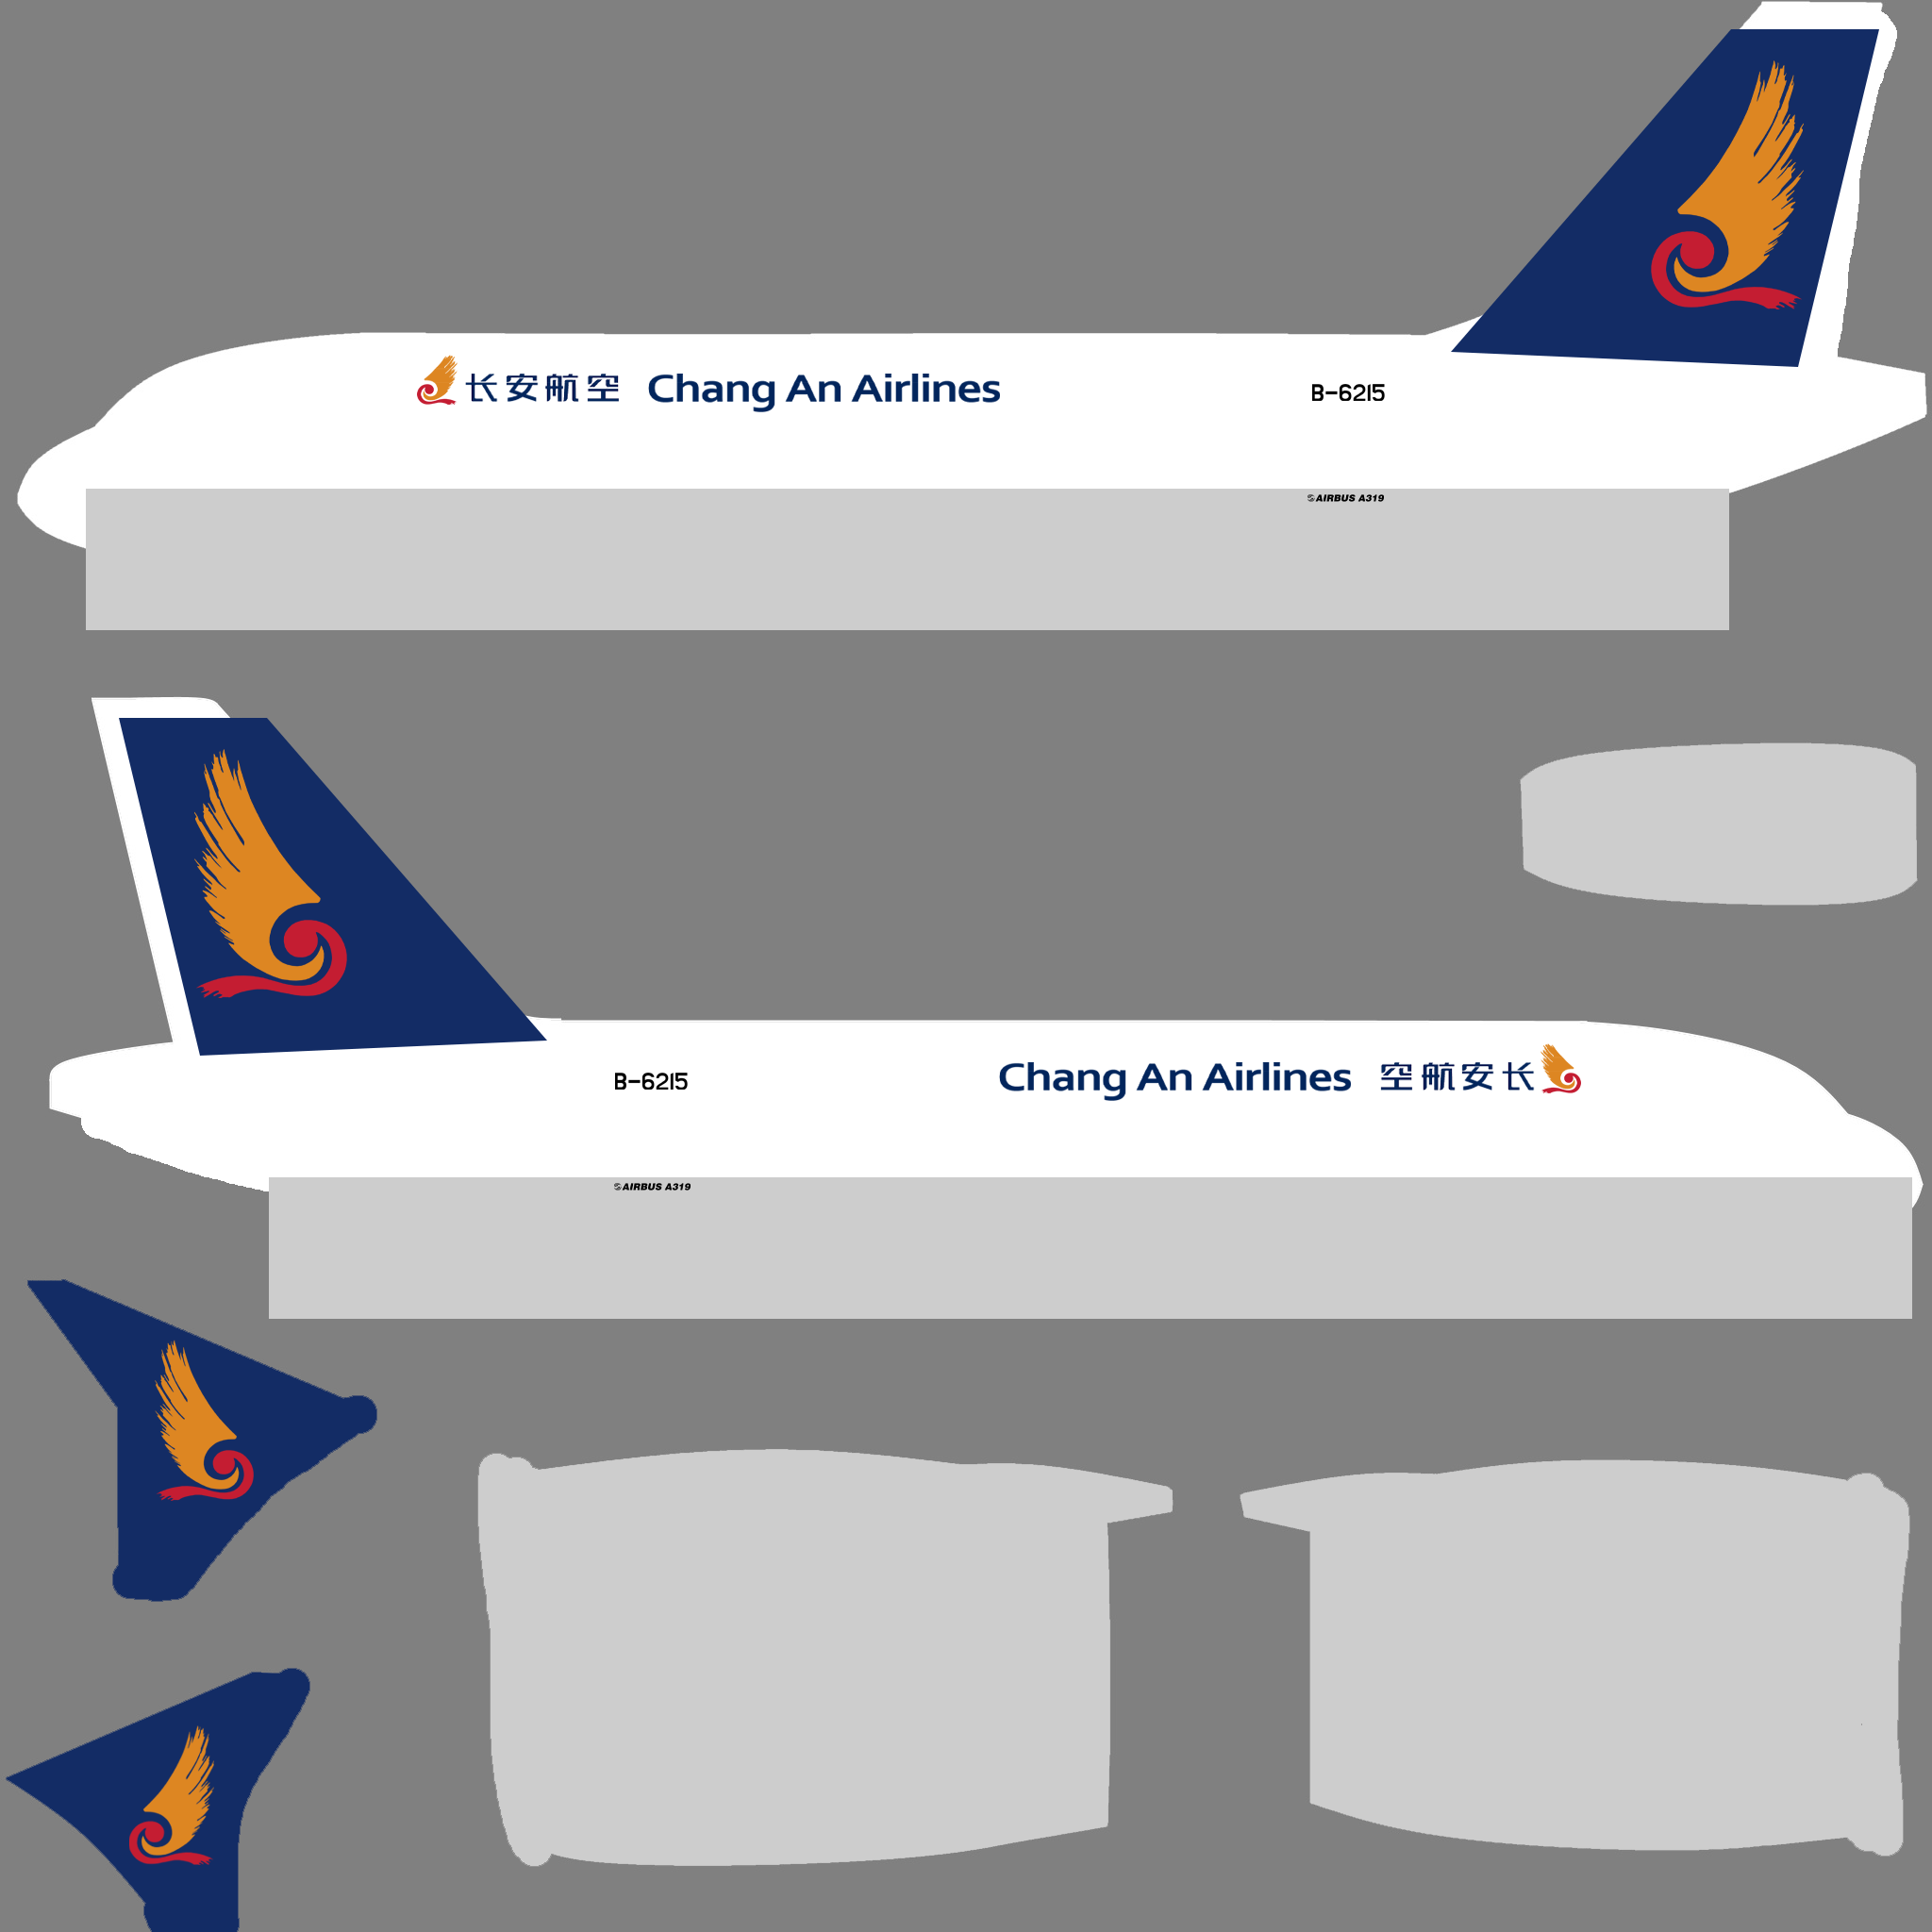 长安航空 Chang An Airlines
B-6215
AIRBUS A319
B-6215
Chang An Airlines 空航安长
AIRBUS A319